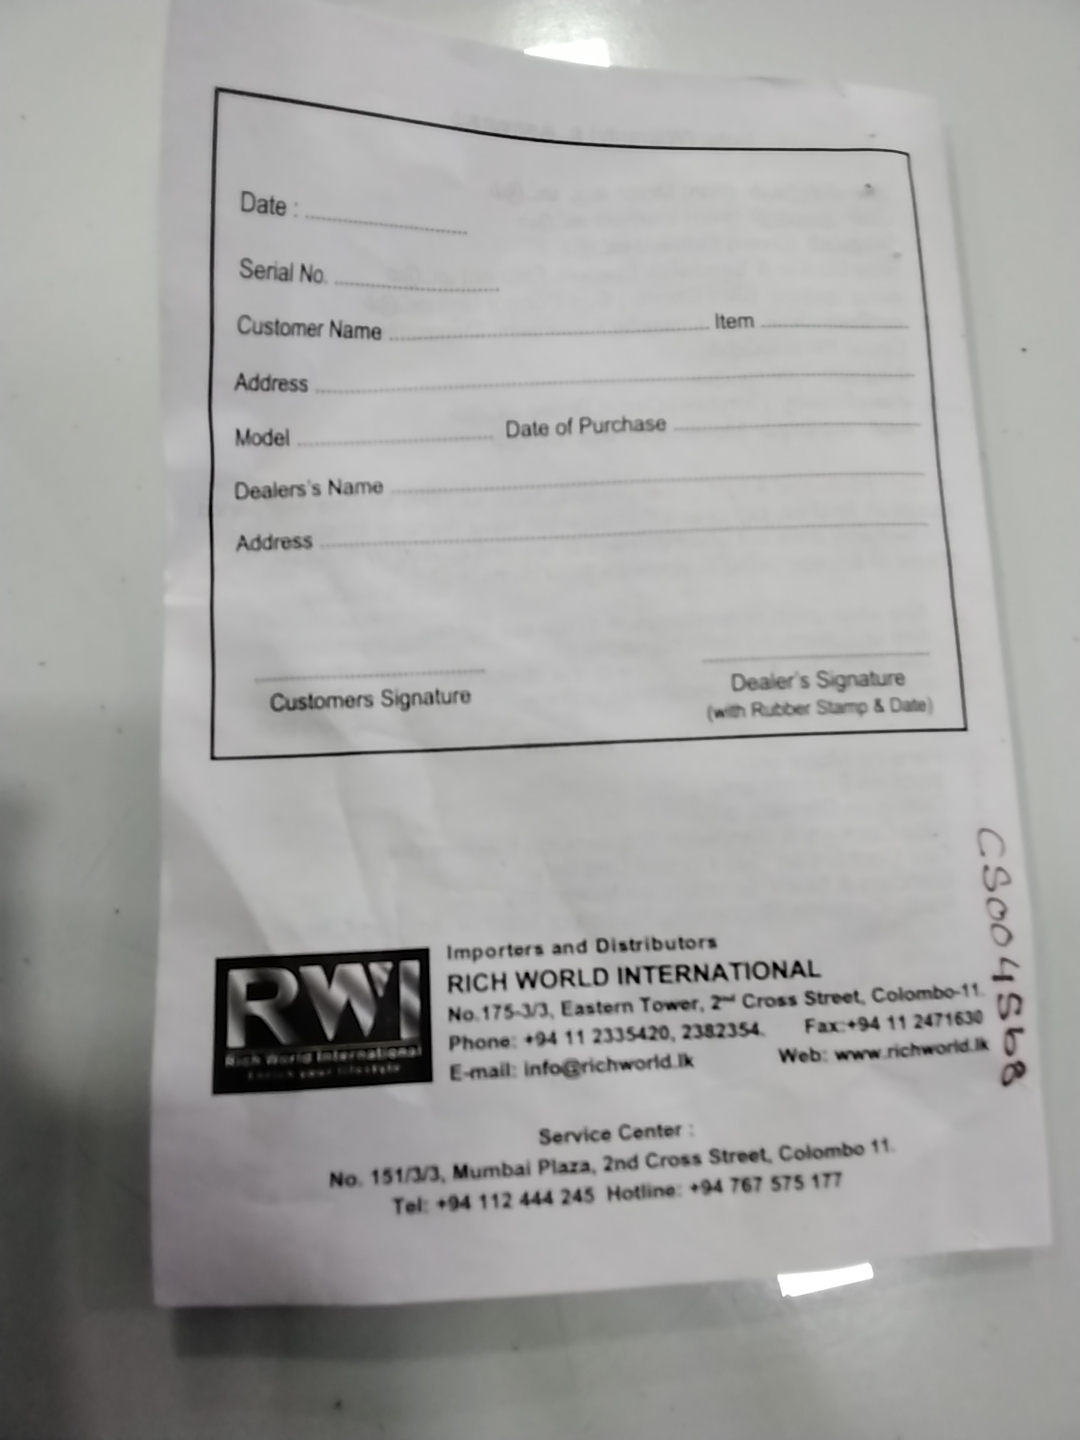 Date : ........................
Serial No. ........................
Customer Name ........................ Item ........................
Address ........................
Model ........................ Date of Purchase ........................
Dealers's Name ........................
Address ........................
Customers Signature
Dealer's Signature
(with Rubber Stamp & Date)
RWI
Rich World International
Enrich your lifestyle
Importers and Distributors
RICH WORLD INTERNATIONAL
No.175-3/3, Eastern Tower, 2nd Cross Street, Colombo-11.
Phone: +94 11 2335420, 2382354. Fax:+94 11 2471630
E-mail: info@richworld.lk Web: www.richworld.lk
Service Center :
No. 151/3/3, Mumbai Plaza, 2nd Cross Street, Colombo 11.
Tel: +94 112 444 245 Hotline: +94 767 575 177